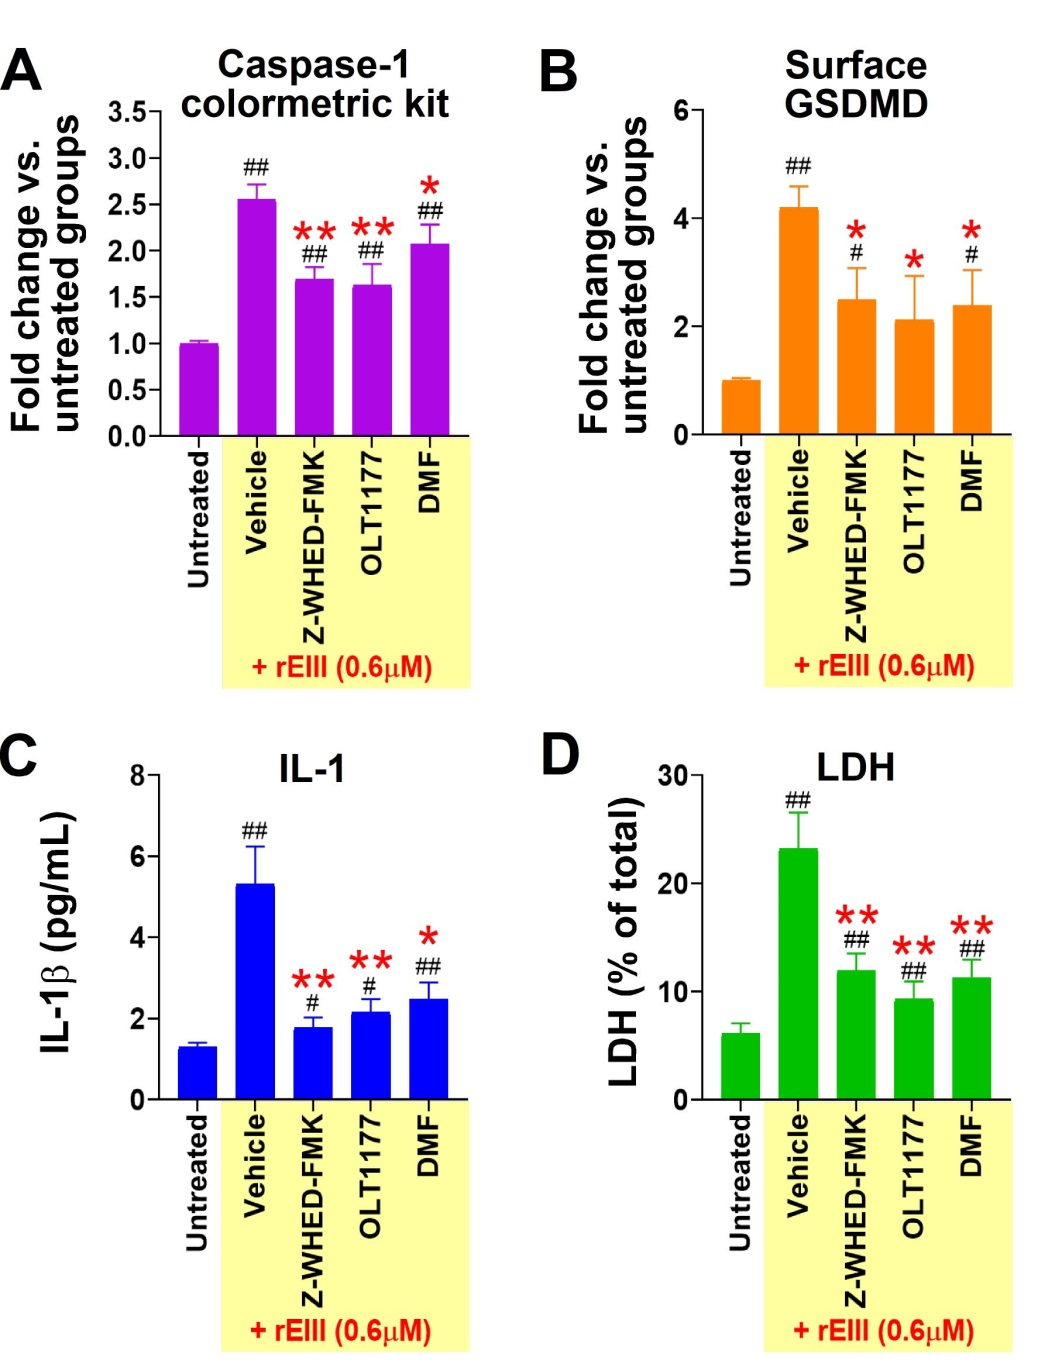 A
Caspase-1
colormetric kit
Fold change vs.
untreated groups
3.5
3.0
2.5
2.0
1.5
1.0
0.5
0.0
##
**
##
**
##
*
##
Untreated
Vehicle
Z-WHED-FMK
OLT1177
DMF
+ rEIII (0.6μM)
B
Surface
GSDMD
Fold change vs.
untreated groups
6
4
2
0
##
*
#
*
*
#
Untreated
Vehicle
Z-WHED-FMK
OLT1177
DMF
+ rEIII (0.6μM)
C
IL-1
IL-1β (pg/mL)
8
6
4
2
0
##
**
#
**
#
*
##
Untreated
Vehicle
Z-WHED-FMK
OLT1177
DMF
+ rEIII (0.6μM)
D
LDH
LDH (% of total)
30
20
10
0
##
**
##
**
##
**
##
Untreated
Vehicle
Z-WHED-FMK
OLT1177
DMF
+ rEIII (0.6μM)